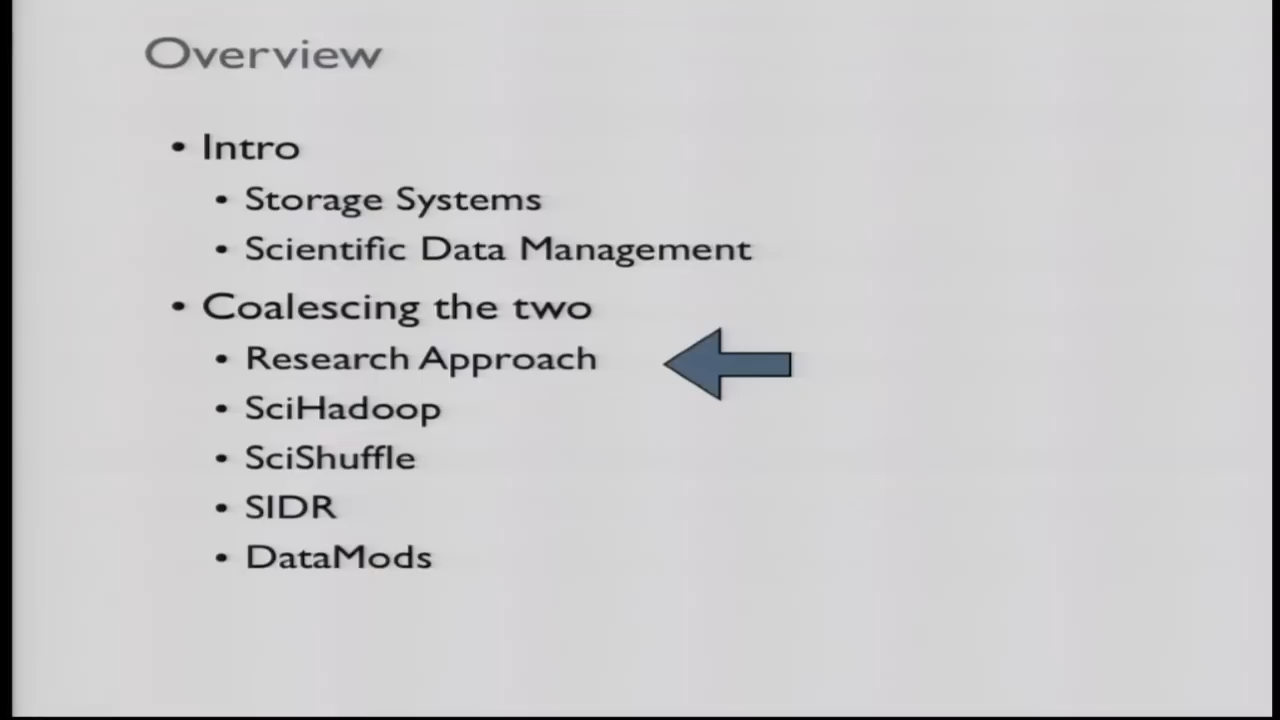 Overview
• Intro
• Storage Systems
• Scientific Data Management
• Coalescing the two
• Research Approach
• SciHadoop
• SciShuffle
• SIDR
• DataMods